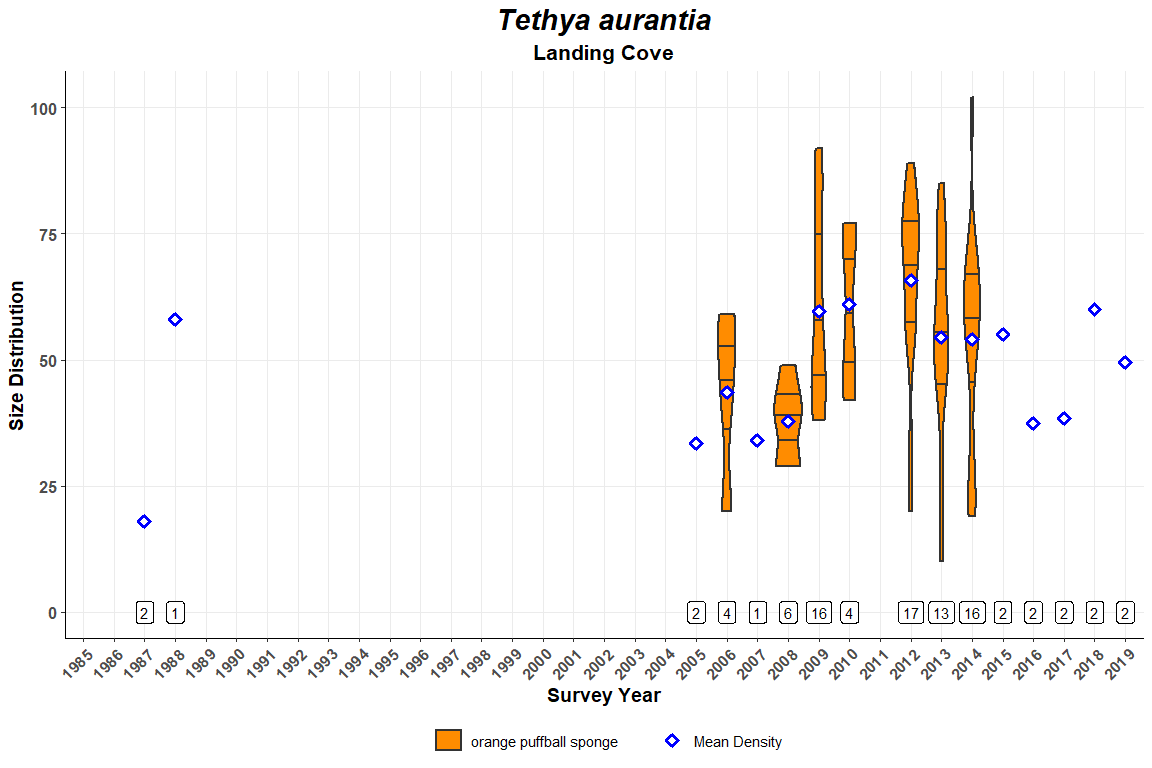 Tethya aurantia
Landing Cove
Size Distribution
100
75
50
25
0
2 1 2 4 1 6 16 4 17 13 16 2 2 2 2 2
1985 1986 1987 1988 1989 1990 1991 1992 1993 1994 1995 1996 1997 1998 1999 2000 2001 2002 2003 2004 2005 2006 2007 2008 2009 2010 2011 2012 2013 2014 2015 2016 2017 2018 2019
Survey Year
orange puffball sponge Mean Density